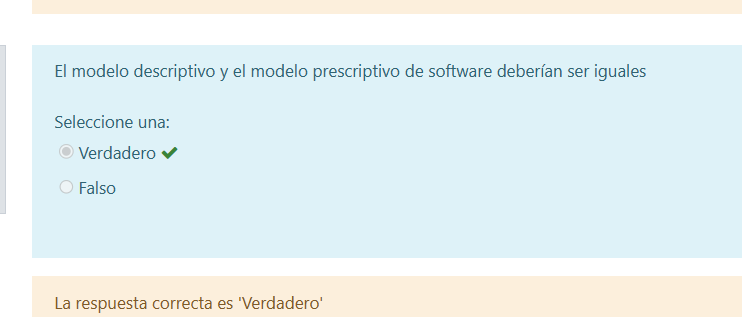 El modelo descriptivo y el modelo prescriptivo de software deberían ser iguales
Seleccione una:
Verdadero
Falso
La respuesta correcta es 'Verdadero'